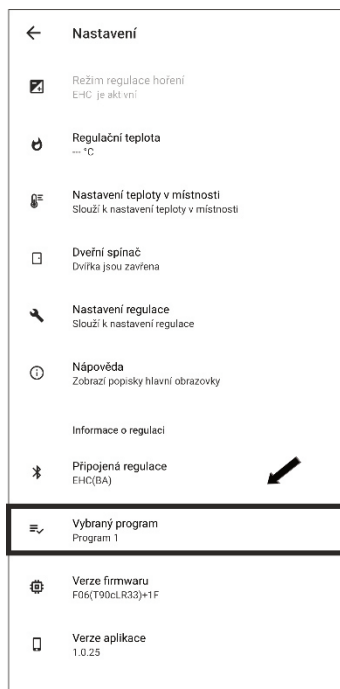 Nastavení
Režim regulace hoření
EHC je aktivní
Regulační teplota
--- °C
Nastavení teploty v místnosti
Slouží k nastavení teploty v místnosti
Dveřní spínač
Dvířka jsou zavřena
Nastavení regulace
Slouží k nastavení regulace
Nápověda
Zobrazí popisky hlavní obrazovky
Informace o regulaci
Připojená regulace
EHC(BA)
Vybraný program
Program 1
Verze firmwaru
F06(T90cLR33)+1F
Verze aplikace
1.0.25